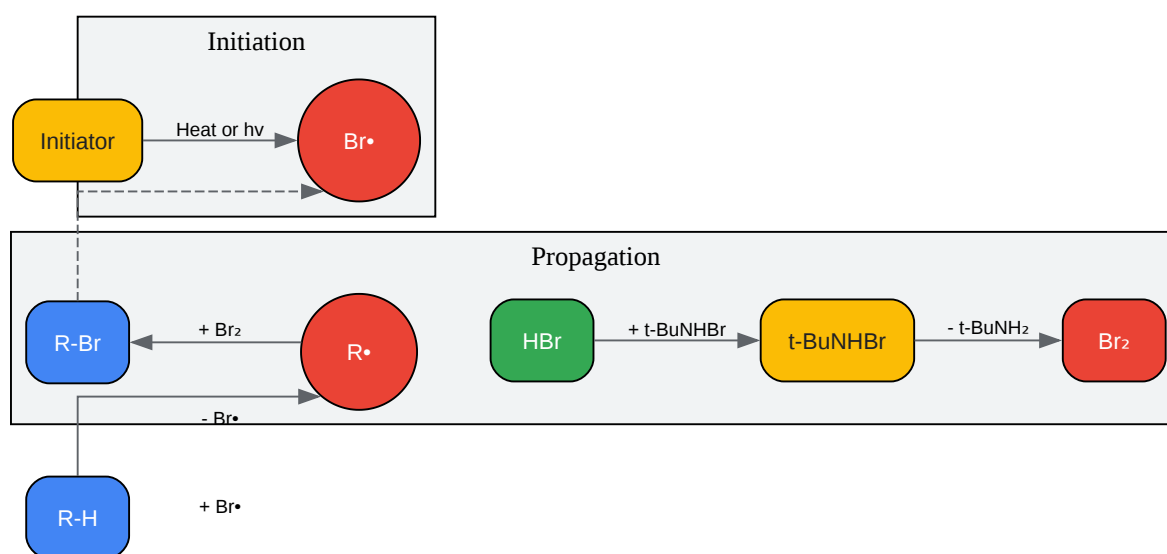 Initiation
Initiator
Heat or hv
Br•
Propagation
R-Br
+ Br₂
R•
HBr
+ t-BuNHBr
t-BuNHBr
- t-BuNH₂
Br₂
- Br•
R-H
+ Br•